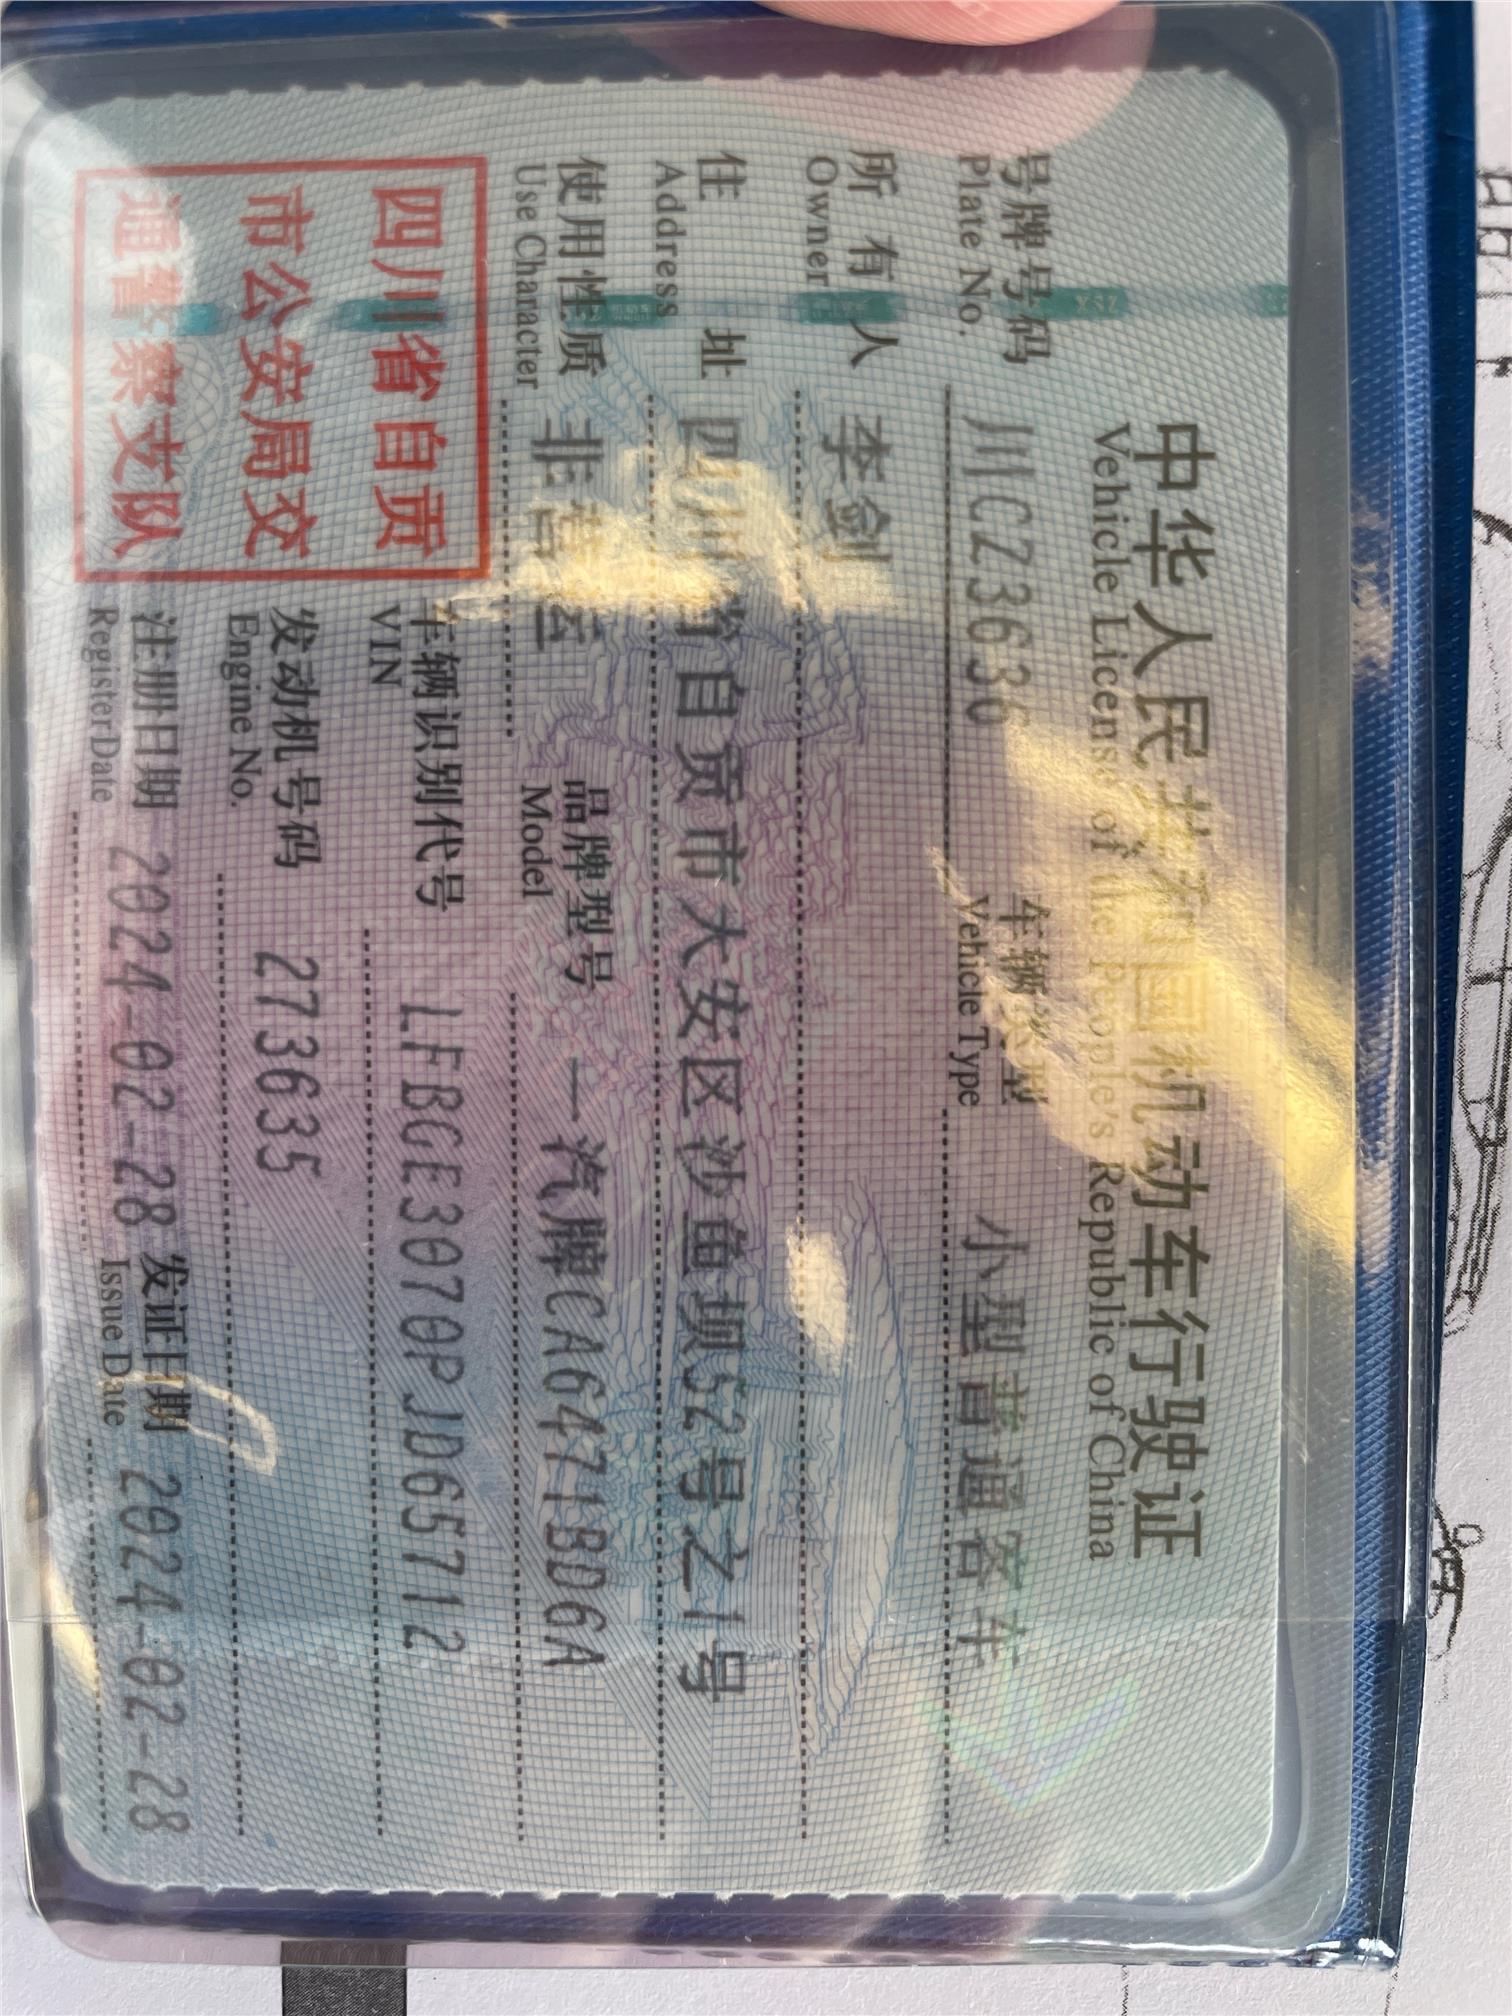 中华人民共和国机动车行驶证
Vehicle License of the People's Republic of China
号牌号码 川CZ3636 车辆类型 小型普通客车
Plate No. Vehicle Type
所有人 李剑
Owner
住址 四川省自贡市大安区沙鱼坝52号之1号
Address
使用性质 非营运 品牌型号 一汽牌CA6471BD6A
Use Character Model
四川省自贡
市公安局交
通警察支队
车辆识别代号 LFBGE3070PJD65712
VIN
发动机号码 273635
Engine No.
注册日期 2024-02-28 发证日期 2024-02-28
Register Date Issue Date